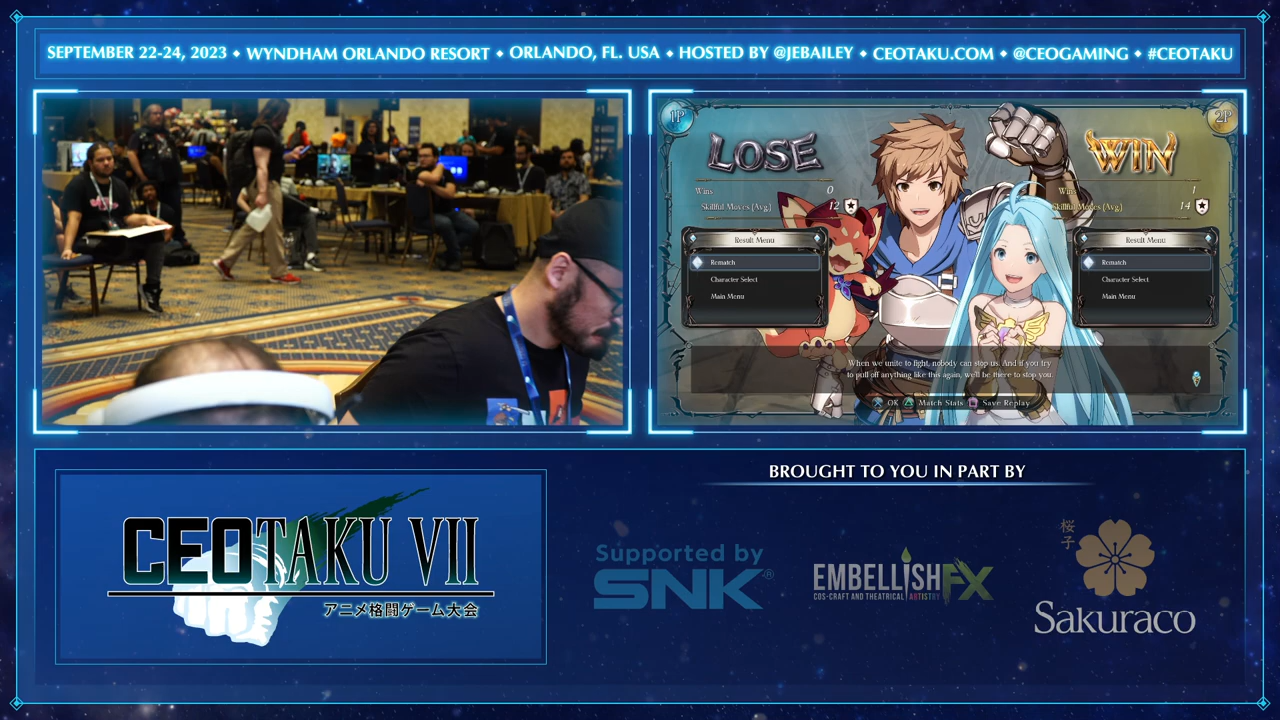 SEPTEMBER 22-24, 2023 ◆ WYNDHAM ORLANDO RESORT ◆ ORLANDO, FL. USA ◆ HOSTED BY @JEBAILEY ◆ CEOTAKU.COM ◆ @CEOGAMING ◆ #CEOTAKU
1P
2P
LOSE
WIN
Wins 0
Wins 1
Skillful Moves (Avg.) 12
Skillful Moves (Avg.) 14
Result Menu
Rematch
Character Select
Main Menu
Result Menu
Rematch
Character Select
Main Menu
When we unite to fight, nobody can stop us. And if you try
to pull off anything like this again, we'll be there to stop you.
OK Match Stats Save Replay
CEOTAKU VII
アニメ格闘ゲーム大会
BROUGHT TO YOU IN PART BY
Supported by
SNK®
EMBELLISHFX
COS-CRAFT AND THEATRICAL ARTISTRY
桜子
Sakuraco